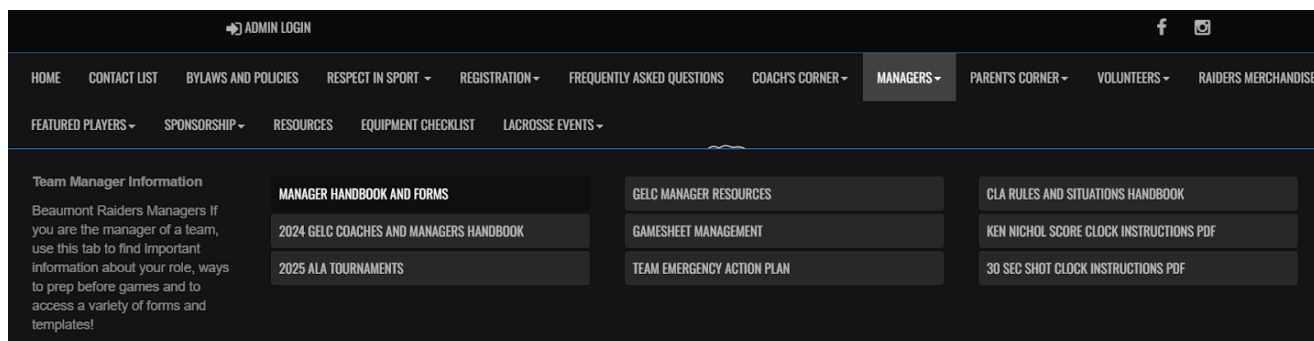 ADMIN LOGIN
HOME CONTACT LIST BYLAWS AND POLICIES RESPECT IN SPORT REGISTRATION FREQUENTLY ASKED QUESTIONS COACH'S CORNER MANAGERS PARENT'S CORNER VOLUNTEERS RAIDERS MERCHANDISE
FEATURED PLAYERS SPONSORSHIP RESOURCES EQUIPMENT CHECKLIST LACROSSE EVENTS
Team Manager Information
Beaumont Raiders Managers If
you are the manager of a team,
use this tab to find important
information about your role, ways
to prep before games and to
access a variety of forms and
templates!
MANAGER HANDBOOK AND FORMS
2024 GELC COACHES AND MANAGERS HANDBOOK
2025 ALA TOURNAMENTS
GELC MANAGER RESOURCES
GAMESHEET MANAGEMENT
TEAM EMERGENCY ACTION PLAN
CLA RULES AND SITUATIONS HANDBOOK
KEN NICHOL SCORE CLOCK INSTRUCTIONS PDF
30 SEC SHOT CLOCK INSTRUCTIONS PDF